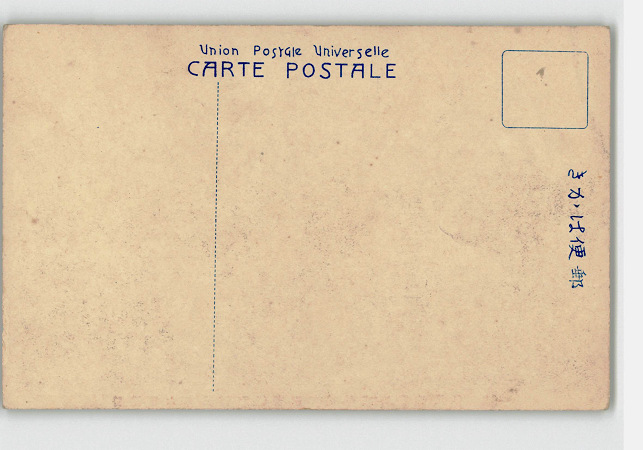 Union Postale Universelle
CARTE POSTALE
郵便はがき